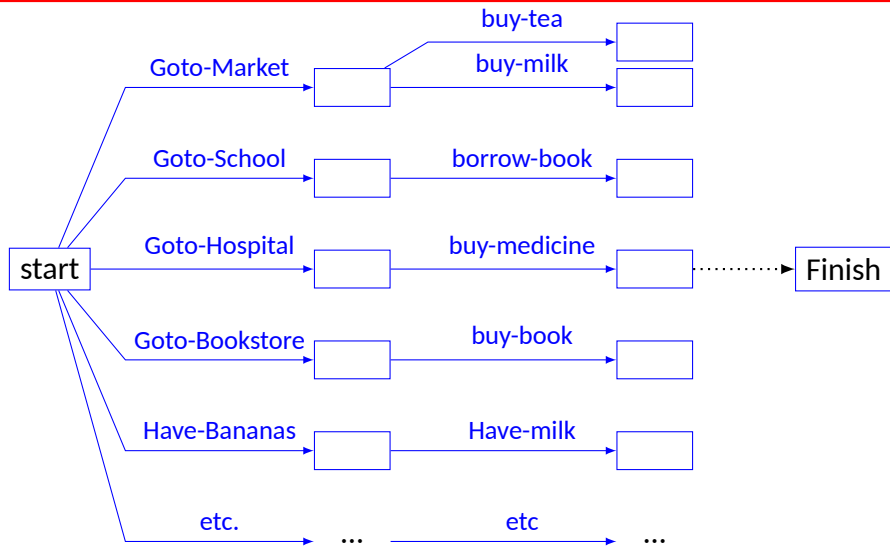 buy-tea
Goto-Market
buy-milk
Goto-School
borrow-book
Goto-Hospital
buy-medicine
start
Finish
Goto-Bookstore
buy-book
Have-Bananas
Have-milk
etc.
...
etc
...